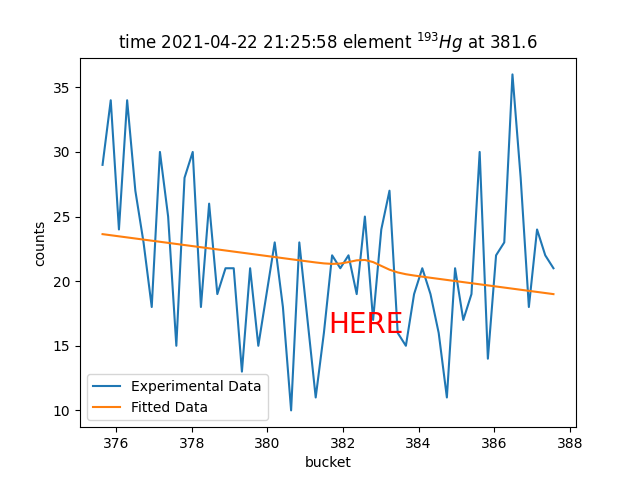 time 2021-04-22 21:25:58 element ¹⁹³Hg at 381.6
35
30
25
20
15
10
counts
HERE
Experimental Data
Fitted Data
376 378 380 382 384 386 388
bucket